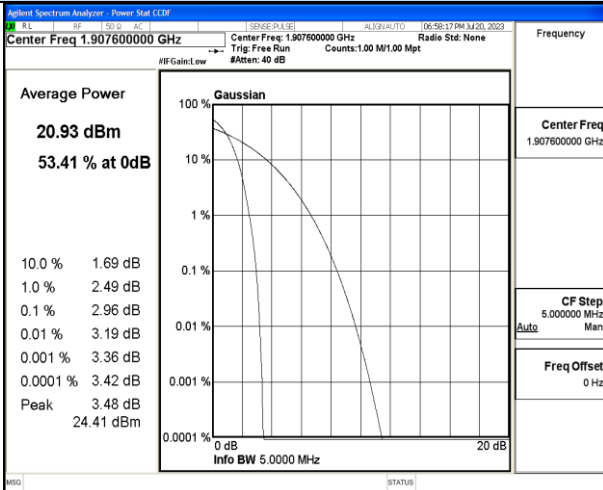 Agilent Spectrum Analyzer - Power Stat CCDF
RL RF 50 Ω AC SENSE:PULSE ALIGNAUTO 06:58:17 PM Jul 20, 2023
Center Freq 1.907600000 GHz
Center Freq: 1.907600000 GHz Radio Std: None
Trig: Free Run Counts:1.00 M/1.00 Mpt
#IFGain:Low #Atten: 40 dB
Frequency
Average Power
20.93 dBm
53.41 % at 0dB
10.0 % 1.69 dB
1.0 % 2.49 dB
0.1 % 2.96 dB
0.01 % 3.19 dB
0.001 % 3.36 dB
0.0001 % 3.42 dB
Peak 3.48 dB
24.41 dBm
Gaussian
100 %
10 %
1 %
0.1 %
0.01 %
0.001 %
0.0001 %
0 dB 20 dB
Info BW 5.0000 MHz
Center Freq
1.907600000 GHz
CF Step
5.000000 MHz
Auto Man
Freq Offset
0 Hz
MSG STATUS